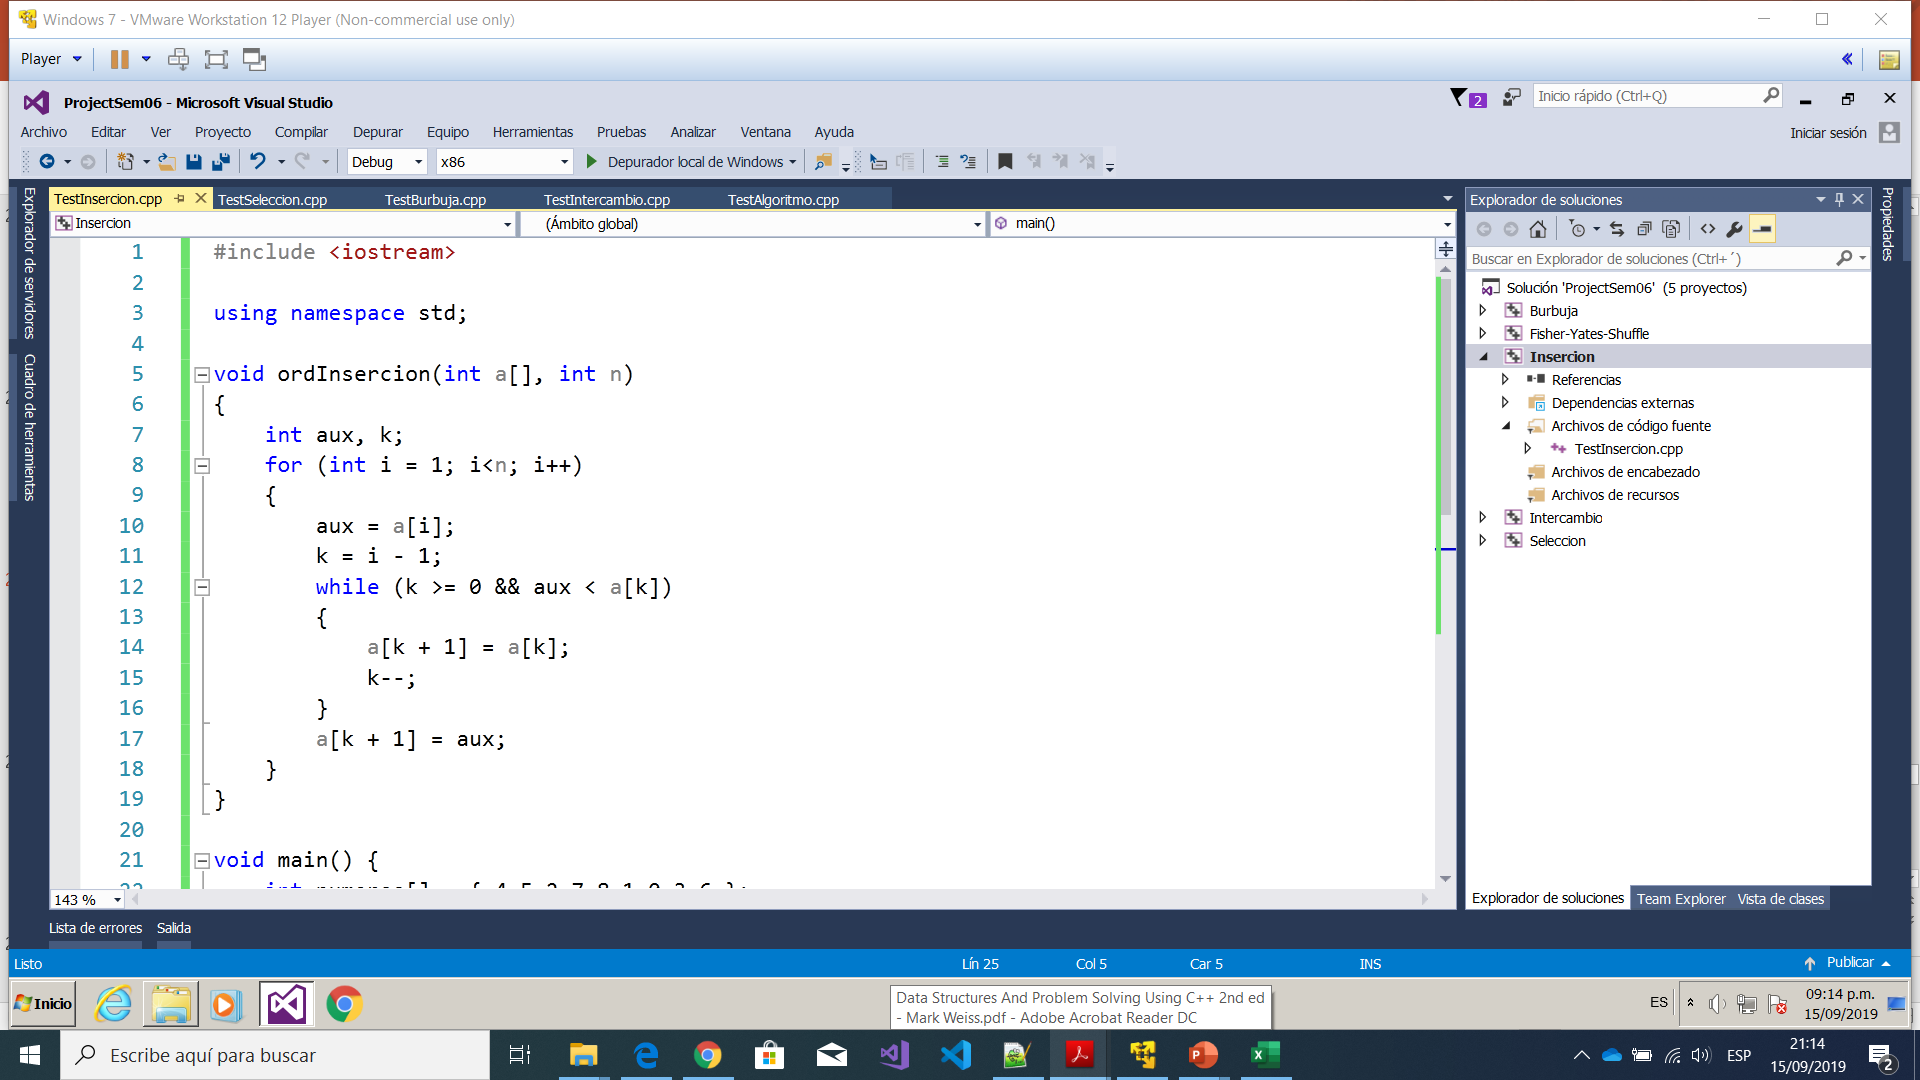 Windows 7 - VMware Workstation 12 Player (Non-commercial use only)
Player
ProjectSem06 - Microsoft Visual Studio
2
Inicio rápido (Ctrl+Q)
Archivo Editar Ver Proyecto Compilar Depurar Equipo Herramientas Pruebas Analizar Ventana Ayuda
Iniciar sesión
Debug x86 Depurador local de Windows
Explorador de servidores
Cuadro de herramientas
TestInsercion.cpp TestSeleccion.cpp TestBurbuja.cpp TestIntercambio.cpp TestAlgoritmo.cpp
Insercion (Ámbito global) main()
1 #include <iostream>
2
3 using namespace std;
4
5 void ordInsercion(int a[], int n)
6 {
7 int aux, k;
8 for (int i = 1; i<n; i++)
9 {
10 aux = a[i];
11 k = i - 1;
12 while (k >= 0 && aux < a[k])
13 {
14 a[k + 1] = a[k];
15 k--;
16 }
17 a[k + 1] = aux;
18 }
19 }
20
21 void main() {
143 %
Explorador de soluciones
Buscar en Explorador de soluciones (Ctrl+´)
Solución 'ProjectSem06' (5 proyectos)
Burbuja
Fisher-Yates-Shuffle
Insercion
Referencias
Dependencias externas
Archivos de código fuente
TestInsercion.cpp
Archivos de encabezado
Archivos de recursos
Intercambio
Seleccion
Explorador de soluciones Team Explorer Vista de clases
Propiedades
Lista de errores Salida
Listo Lín 25 Col 5 Car 5 INS Publicar
Inicio
Data Structures And Problem Solving Using C++ 2nd ed
- Mark Weiss.pdf - Adobe Acrobat Reader DC
ES
09:14 p.m.
15/09/2019
Escribe aquí para buscar
ESP
21:14
15/09/2019
2